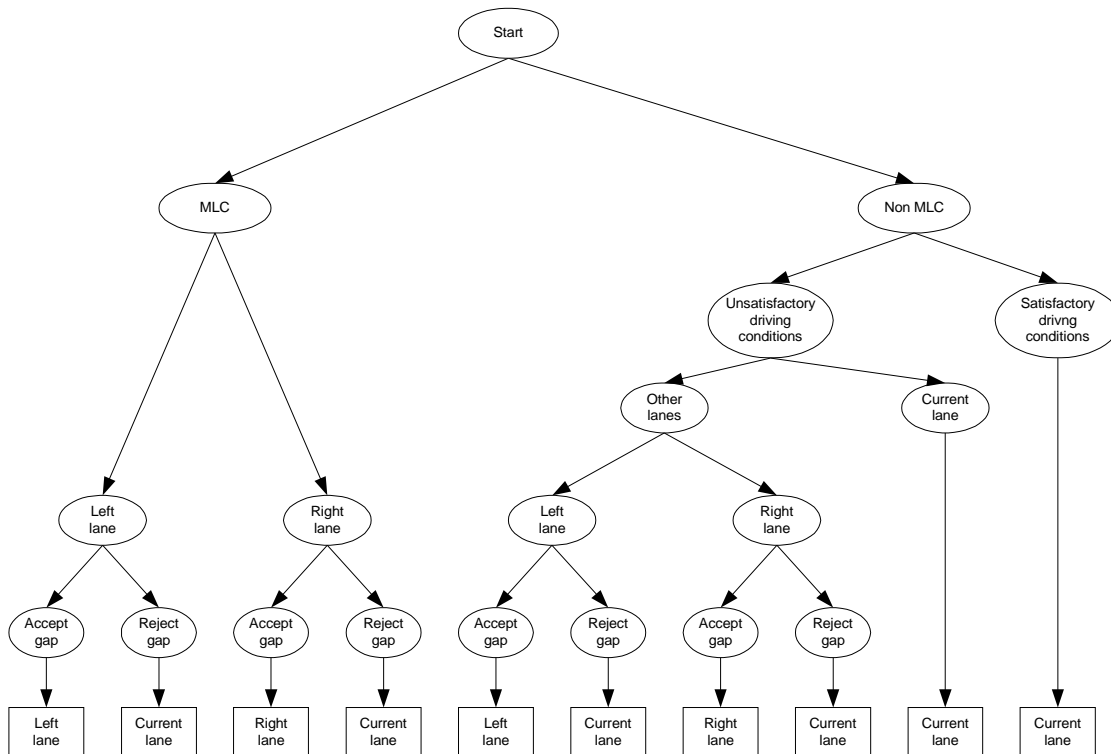 Start
MLC
Non MLC
Unsatisfactory
driving
conditions
Satisfactory
drivng
conditions
Other
lanes
Current
lane
Left
lane
Right
lane
Left
lane
Right
lane
Accept
gap
Reject
gap
Accept
gap
Reject
gap
Accept
gap
Reject
gap
Accept
gap
Reject
gap
Left
lane
Current
lane
Right
lane
Current
lane
Left
lane
Current
lane
Right
lane
Current
lane
Current
lane
Current
lane